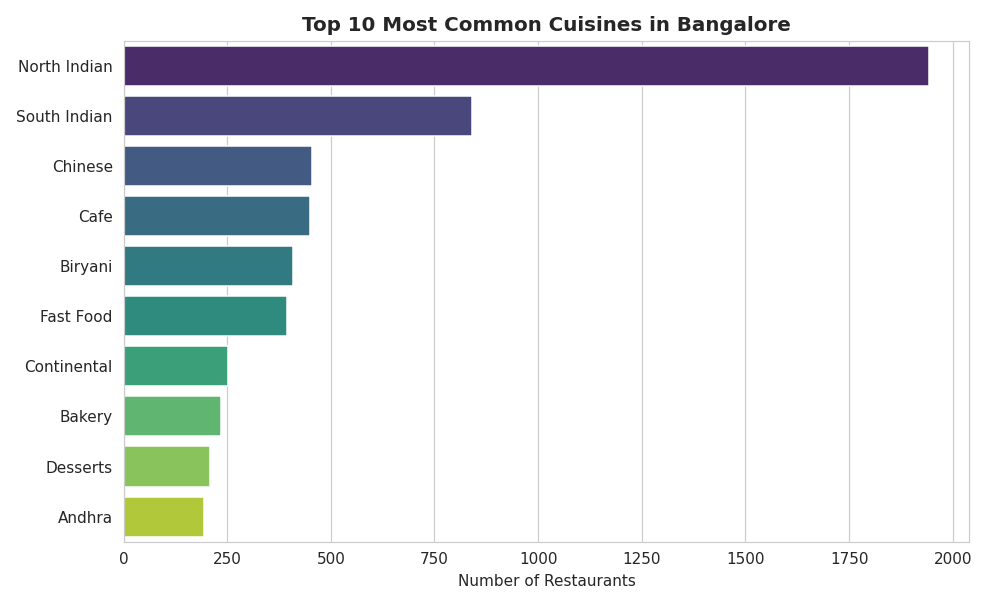 Top 10 Most Common Cuisines in Bangalore
North Indian
South Indian
Chinese
Cafe
Biryani
Fast Food
Continental
Bakery
Desserts
Andhra
0 250 500 750 1000 1250 1500 1750 2000
Number of Restaurants